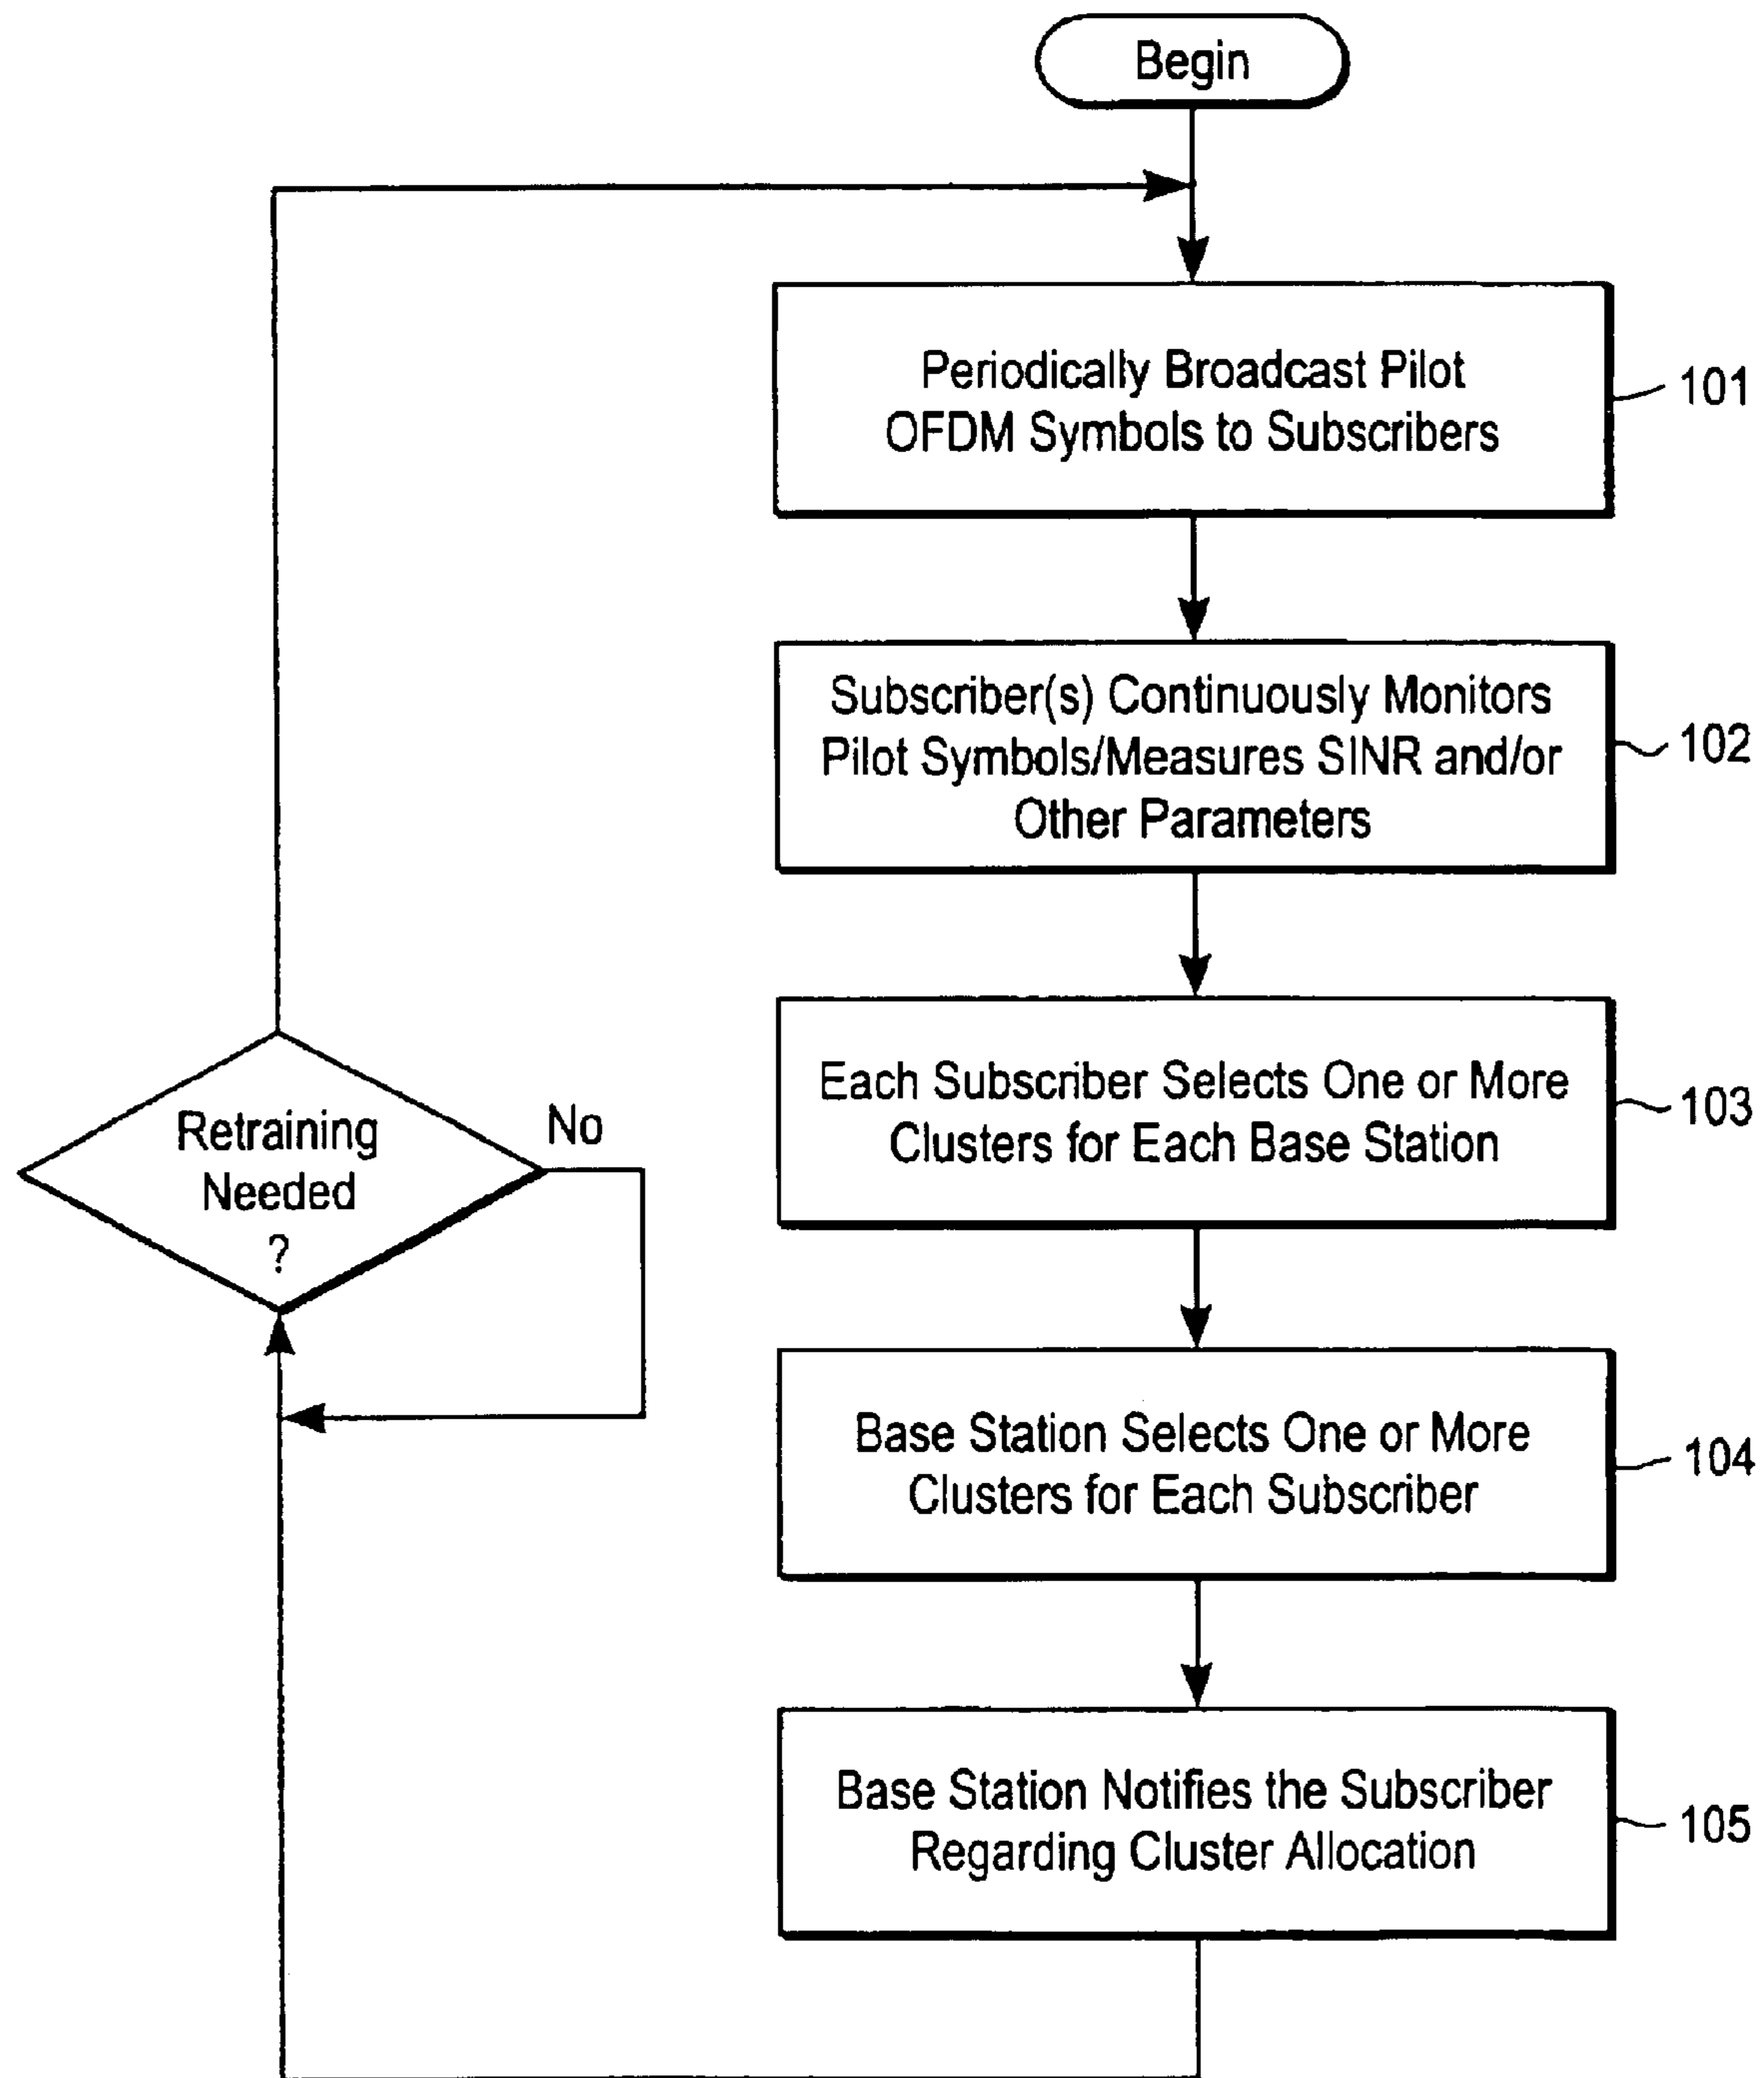 Begin
Periodically Broadcast Pilot
OFDM Symbols to Subscribers
101
Subscriber(s) Continuously Monitors
Pilot Symbols/Measures SINR and/or
Other Parameters
102
Each Subscriber Selects One or More
Clusters for Each Base Station
103
Retraining
Needed
?
No
Base Station Selects One or More
Clusters for Each Subscriber
104
Base Station Notifies the Subscriber
Regarding Cluster Allocation
105